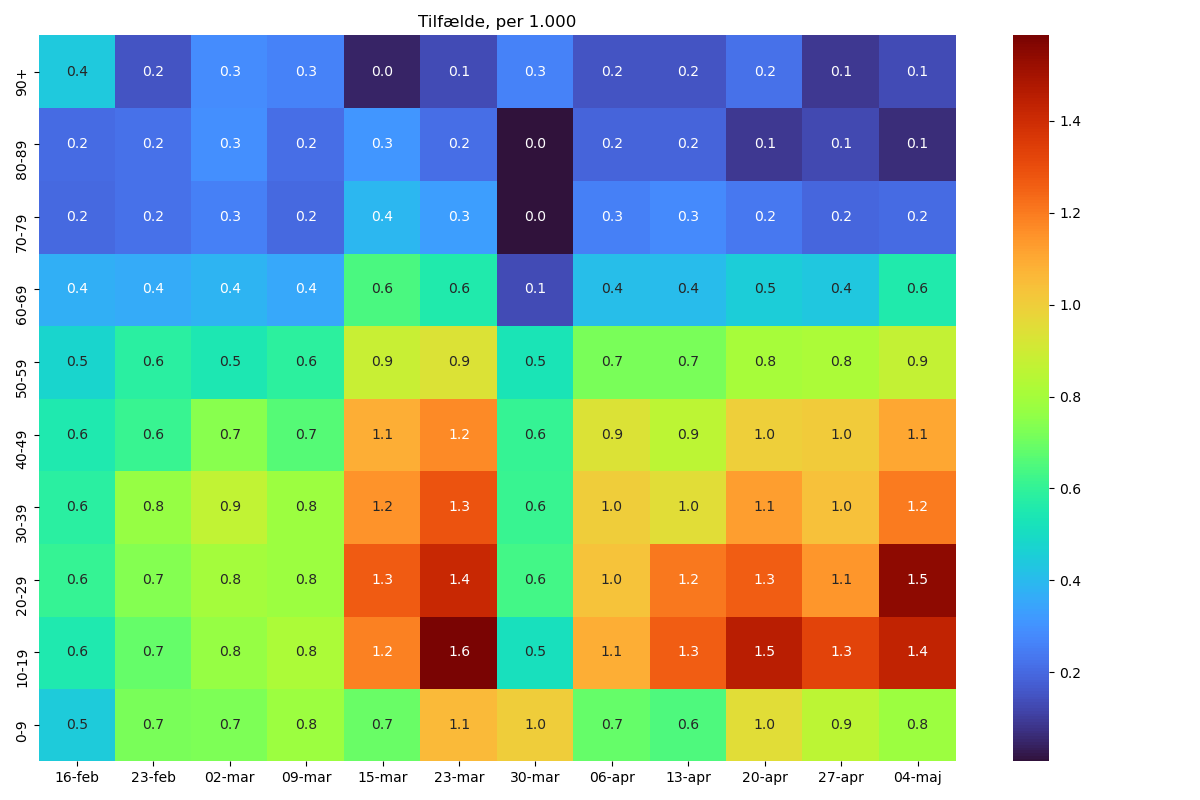 Tilfælde, per 1.000
90+ 0.4 0.2 0.3 0.3 0.0 0.1 0.3 0.2 0.2 0.2 0.1 0.1
80-89 0.2 0.2 0.3 0.2 0.3 0.2 0.0 0.2 0.2 0.1 0.1 0.1
70-79 0.2 0.2 0.3 0.2 0.4 0.3 0.0 0.3 0.3 0.2 0.2 0.2
60-69 0.4 0.4 0.4 0.4 0.6 0.6 0.1 0.4 0.4 0.5 0.4 0.6
50-59 0.5 0.6 0.5 0.6 0.9 0.9 0.5 0.7 0.7 0.8 0.8 0.9
40-49 0.6 0.6 0.7 0.7 1.1 1.2 0.6 0.9 0.9 1.0 1.0 1.1
30-39 0.6 0.8 0.9 0.8 1.2 1.3 0.6 1.0 1.0 1.1 1.0 1.2
20-29 0.6 0.7 0.8 0.8 1.3 1.4 0.6 1.0 1.2 1.3 1.1 1.5
10-19 0.6 0.7 0.8 0.8 1.2 1.6 0.5 1.1 1.3 1.5 1.3 1.4
0-9 0.5 0.7 0.7 0.8 0.7 1.1 1.0 0.7 0.6 1.0 0.9 0.8
16-feb 23-feb 02-mar 09-mar 15-mar 23-mar 30-mar 06-apr 13-apr 20-apr 27-apr 04-maj
1.4
1.2
1.0
0.8
0.6
0.4
0.2